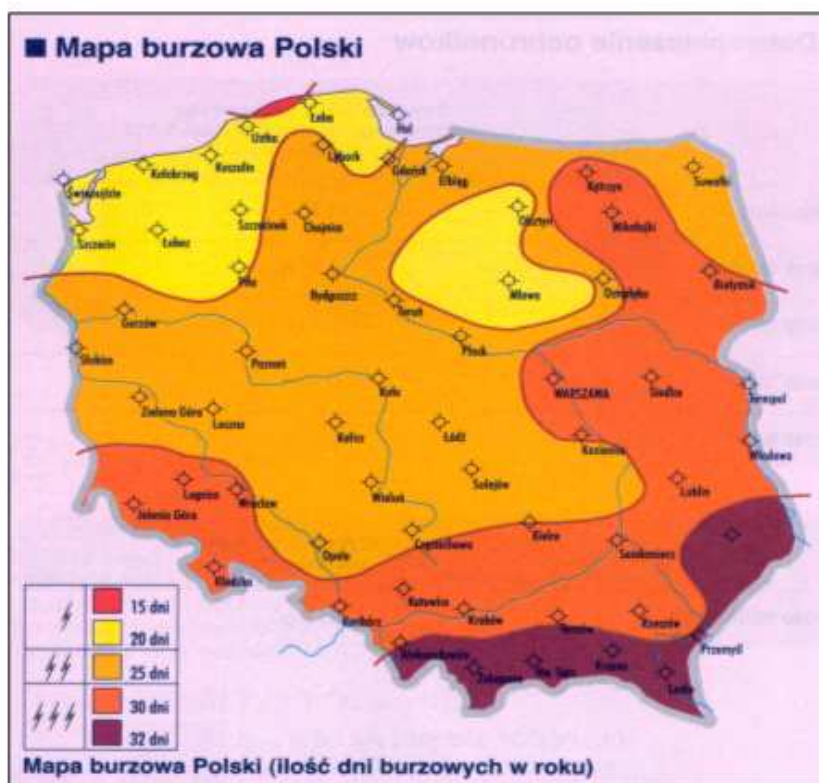 Mapa burzowa Polski
Łeba
Hel
Ustka
Lębork
Gdańsk
Elbląg
Suwałki
Kętrzyn
Koszalin
Kołobrzeg
Świnoujście
Szczecinek
Chojnice
Olsztyn
Mikołajki
Szczecin
Łobez
Piła
Bydgoszcz
Toruń
Mława
Ostrołęka
Białystok
Gorzów
Słubice
Poznań
Koło
Płock
WARSZAWA
Siedlce
Terespol
Zielona Góra
Leszno
Kalisz
Łódź
Kozienice
Włodawa
Legnica
Wrocław
Wieluń
Sulejów
Lublin
Jelenia Góra
Opole
Częstochowa
Kielce
Sandomierz
Kłodzko
Racibórz
Katowice
Kraków
Tarnów
Rzeszów
Przemyśl
Aleksandrowice
Zakopane
Now. Sącz
Krosno
Lesko
15 dni
20 dni
25 dni
30 dni
32 dni
Mapa burzowa Polski (ilość dni burzowych w roku)